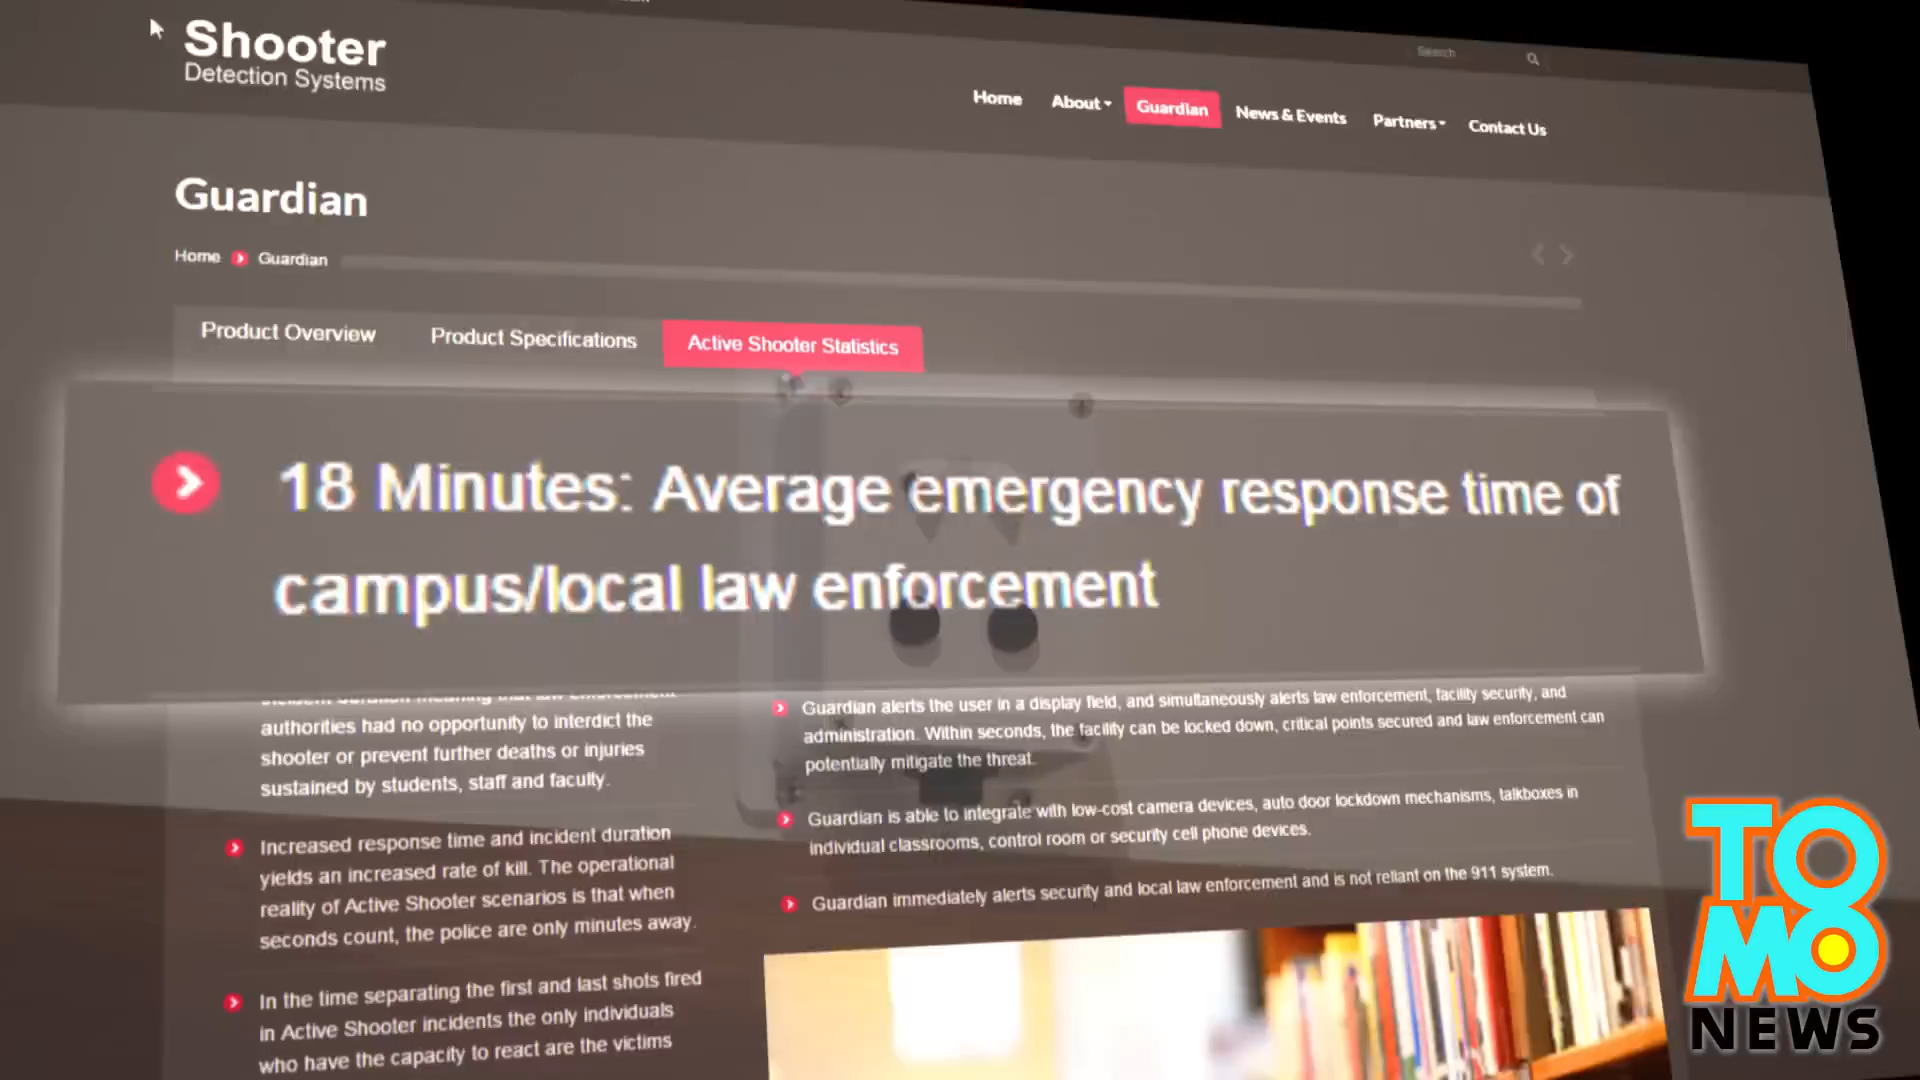 Shooter
Detection Systems
Search
Home About Guardian News & Events Partners Contact Us
Guardian
Home Guardian
Product Overview Product Specifications Active Shooter Statistics
18 Minutes: Average emergency response time of
campus/local law enforcement
authorities had no opportunity to interdict the
shooter or prevent further deaths or injuries
sustained by students, staff and faculty.
Increased response time and incident duration
yields an increased rate of kill. The operational
reality of Active Shooter scenarios is that when
seconds count, the police are only minutes away.
In the time separating the first and last shots fired
in Active Shooter incidents the only individuals
who have the capacity to react are the victims
Guardian alerts the user in a display field, and simultaneously alerts law enforcement, facility security, and
administration. Within seconds, the facility can be locked down, critical points secured and law enforcement can
potentially mitigate the threat.
Guardian is able to integrate with low-cost camera devices, auto door lockdown mechanisms, talkboxes in
individual classrooms, control room or security cell phone devices.
Guardian immediately alerts security and local law enforcement and is not reliant on the 911 system.
TOMO
NEWS